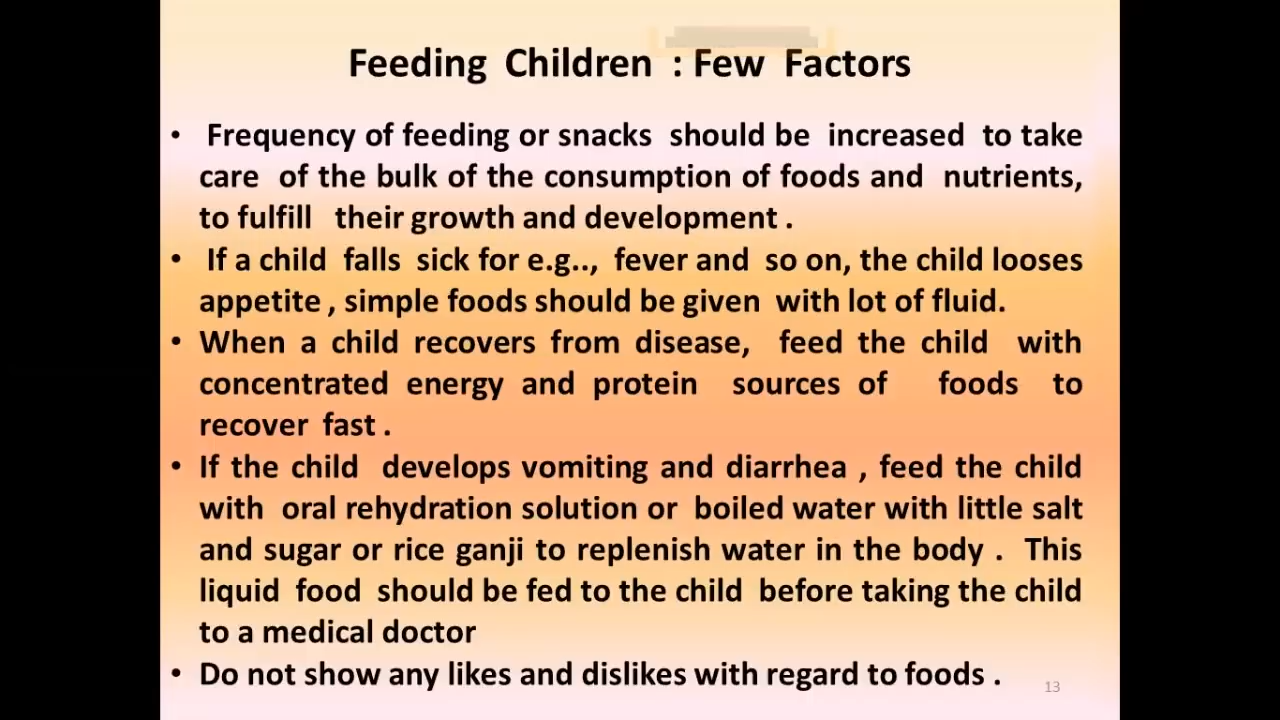 Feeding Children : Few Factors
• Frequency of feeding or snacks should be increased to take
care of the bulk of the consumption of foods and nutrients,
to fulfill their growth and development .
• If a child falls sick for e.g.., fever and so on, the child looses
appetite , simple foods should be given with lot of fluid.
• When a child recovers from disease, feed the child with
concentrated energy and protein sources of foods to
recover fast .
• If the child develops vomiting and diarrhea , feed the child
with oral rehydration solution or boiled water with little salt
and sugar or rice ganji to replenish water in the body . This
liquid food should be fed to the child before taking the child
to a medical doctor
• Do not show any likes and dislikes with regard to foods .
13